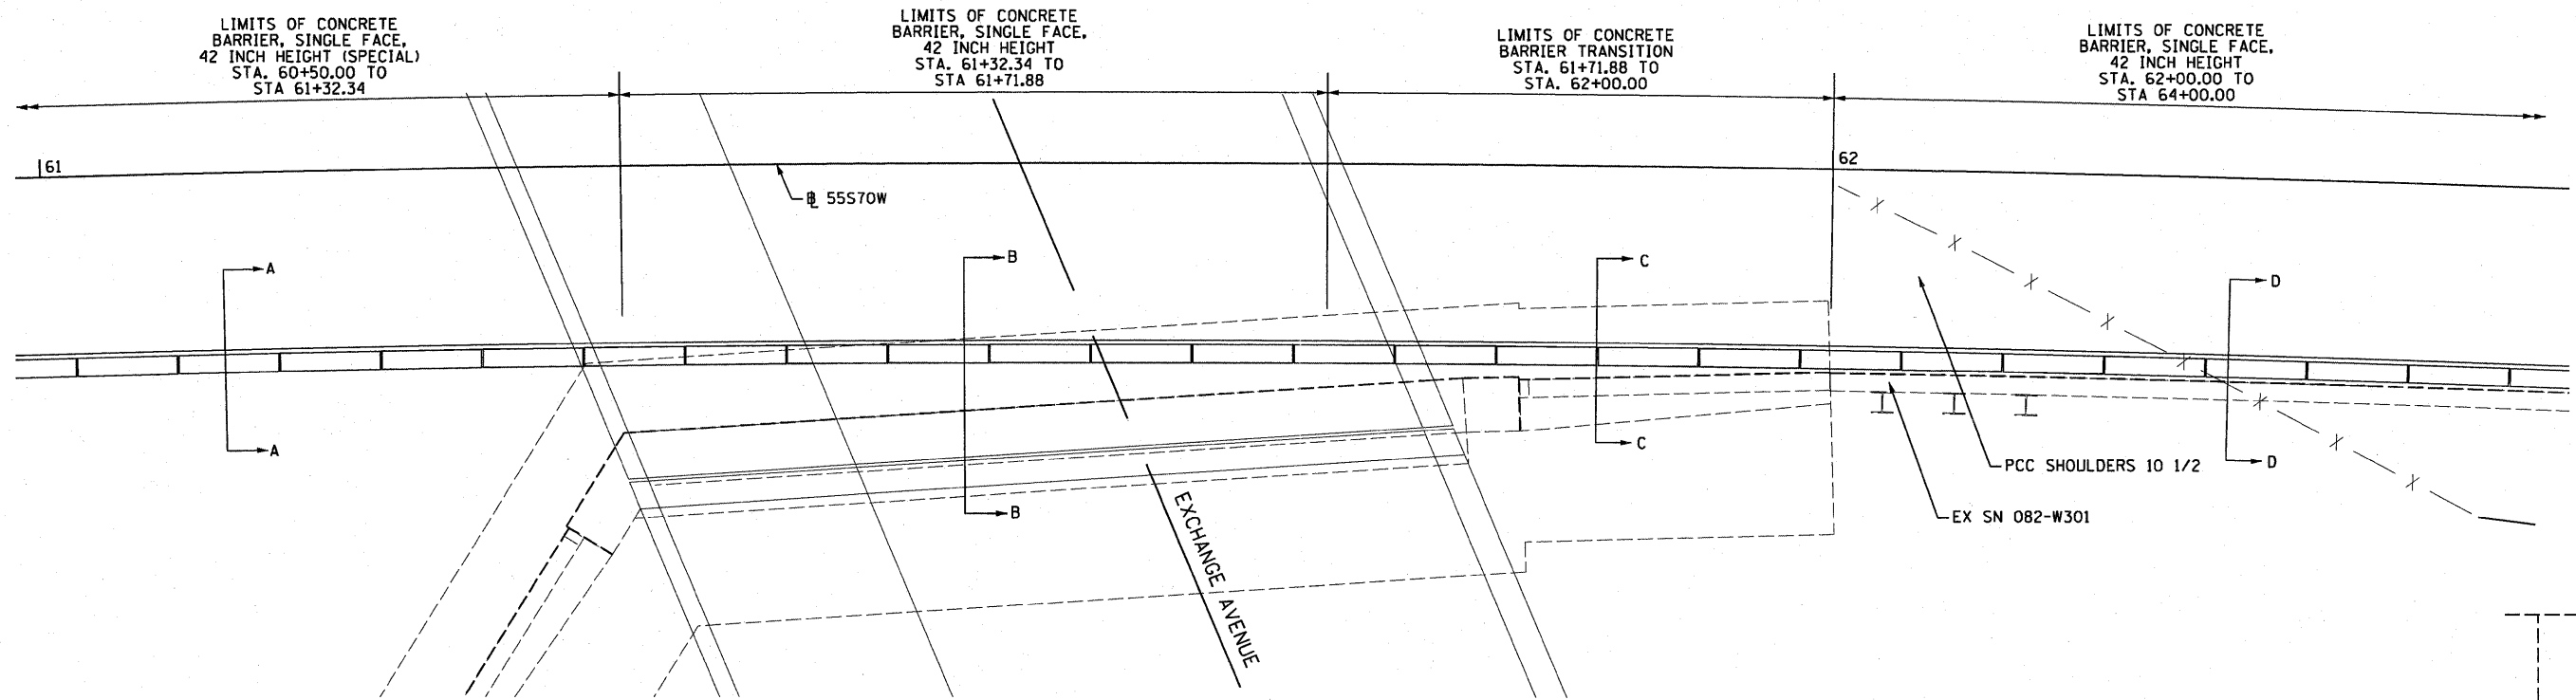 LIMITS OF CONCRETE
BARRIER, SINGLE FACE,
42 INCH HEIGHT (SPECIAL)
STA. 60+50.00 TO
STA 61+32.34
LIMITS OF CONCRETE
BARRIER, SINGLE FACE,
42 INCH HEIGHT
STA. 61+32.34 TO
STA 61+71.88
LIMITS OF CONCRETE
BARRIER TRANSITION
STA. 61+71.88 TO
STA. 62+00.00
LIMITS OF CONCRETE
BARRIER, SINGLE FACE,
42 INCH HEIGHT
STA. 62+00.00 TO
STA 64+00.00
61
62
℄ 55S70W
A
B
C
D
A
B
C
D
PCC SHOULDERS 10 1/2
EX SN 082-W301
EXCHANGE AVENUE